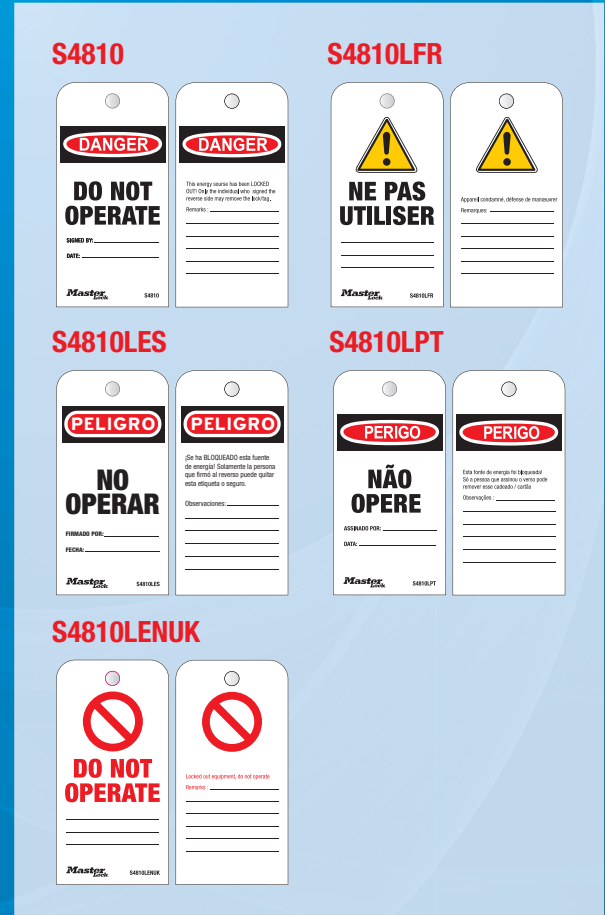 S4810
DANGER
DO NOT
OPERATE
SIGNED BY:
DATE:
Master Lock
S4810
DANGER
This energy sourse has been LOCKED
OUT! Only the individual who signed the
reverse side may remove the lock/tag.
Remarks :
S4810LFR
NE PAS
UTILISER
Master Lock
S4810LFR
Appareil condamné, défense de manœuvrer
Remarques:
S4810LES
PELIGRO
NO
OPERAR
FIRMADO POR:
FECHA:
Master Lock
S4810LES
PELIGRO
¡Se ha BLOQUEADO esta fuente
de energía! Solamente la persona
que firmó al reverso puede quitar
esta etiqueta o seguro.
Observaciones:
S4810LPT
PERIGO
NÃO
OPERE
ASSINADO POR:
DATA:
Master Lock
S4810LPT
PERIGO
Esta fonte de energia foi bloqueada!
Só a pessoa que assinou o verso pode
remover esse cadeado / cartão
Observações :
S4810LENUK
DO NOT
OPERATE
Master Lock
S4810LENUK
Locked out equipment, do not operate
Remarks :